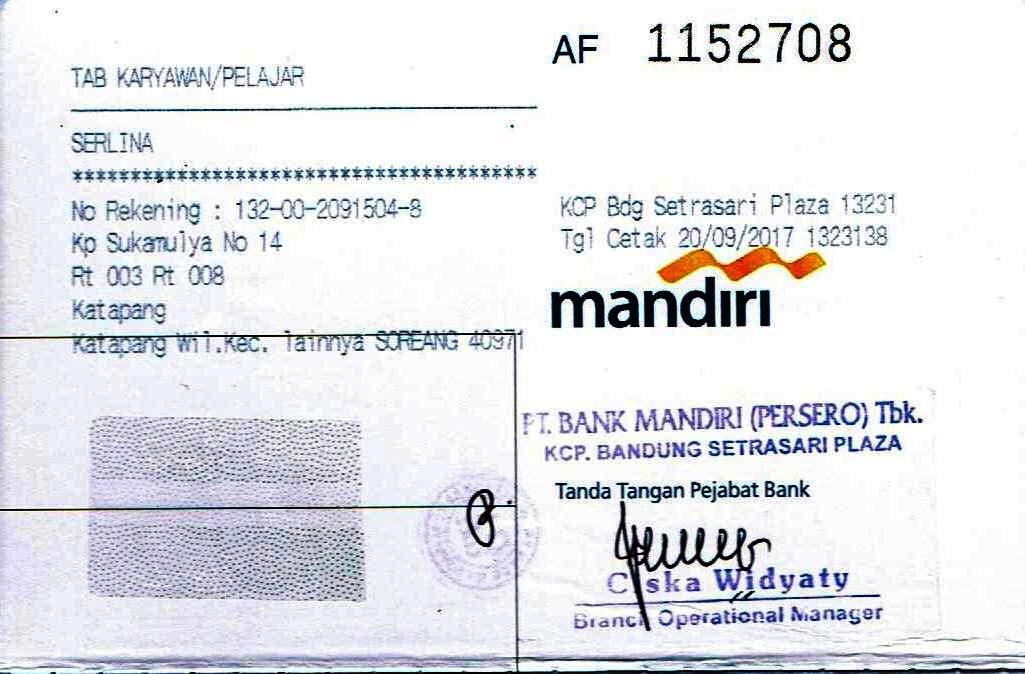 AF 1152708
TAB KARYAWAN/PELAJAR
SERLINA
****************************************
No Rekening : 132-00-2091504-8
Kp Sukamulya No 14
Rt 003 Rt 008
Katapang
Katapang Wil.Kec. lainnya SOREANG 40971
KCP Bdg Setrasari Plaza 13231
Tgl Cetak 20/09/2017 1323138
mandiri
PT. BANK MANDIRI (PERSERO) Tbk.
KCP. BANDUNG SETRASARI PLAZA
Tanda Tangan Pejabat Bank
Ciska Widyaty
Branch Operational Manager